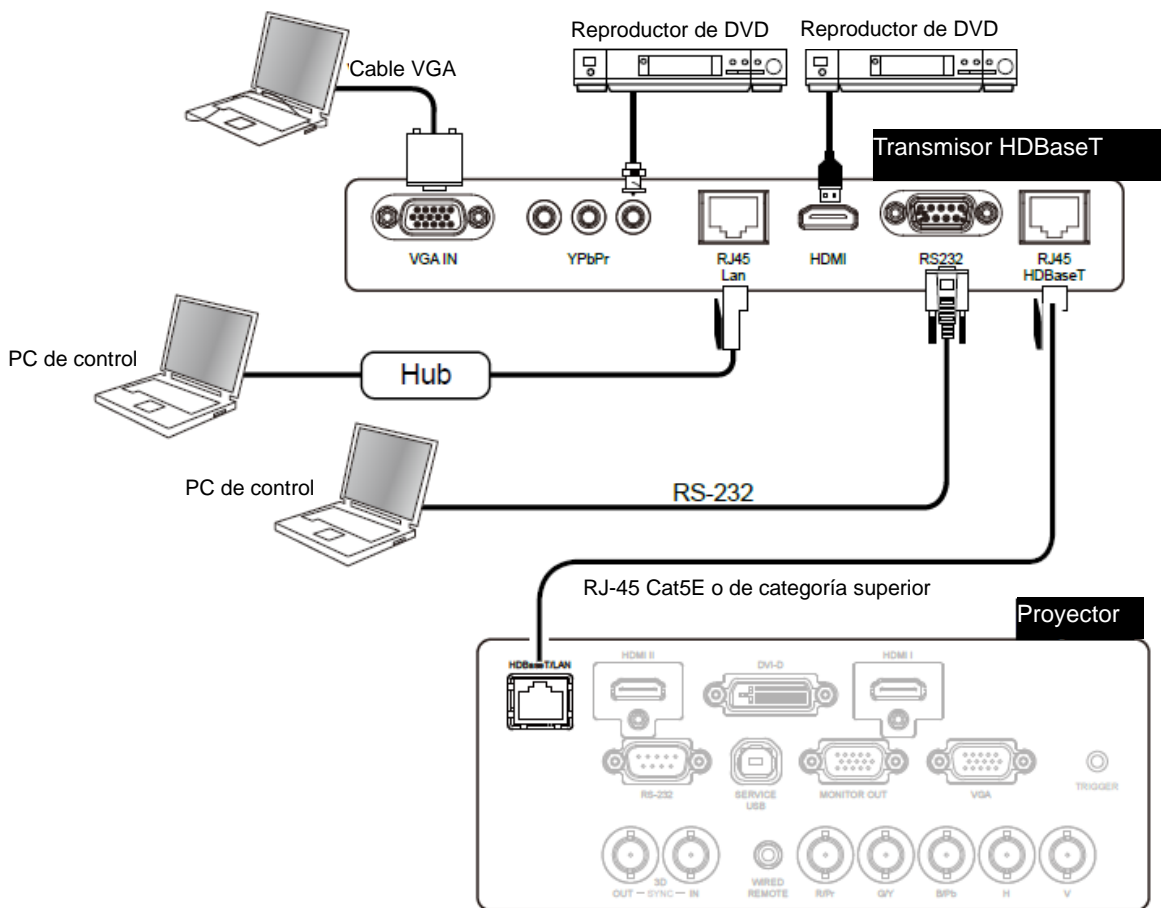 Reproductor de DVD
Reproductor de DVD
Cable VGA
Transmisor HDBaseT
VGA IN
YPbPr
RJ45
Lan
HDMI
RS232
RJ45
HDBaseT
PC de control
Hub
PC de control
RS-232
RJ-45 Cat5E o de categoría superior
Proyector
HDBaseT/LAN
HDMI II
DVI-D
HDMI I
RS-232
SERVICE
USB
MONITOR OUT
VGA
TRIGGER
OUT
3D
SYNC
IN
WIRED
REMOTE
R/Pr
G/Y
B/Pb
H
V